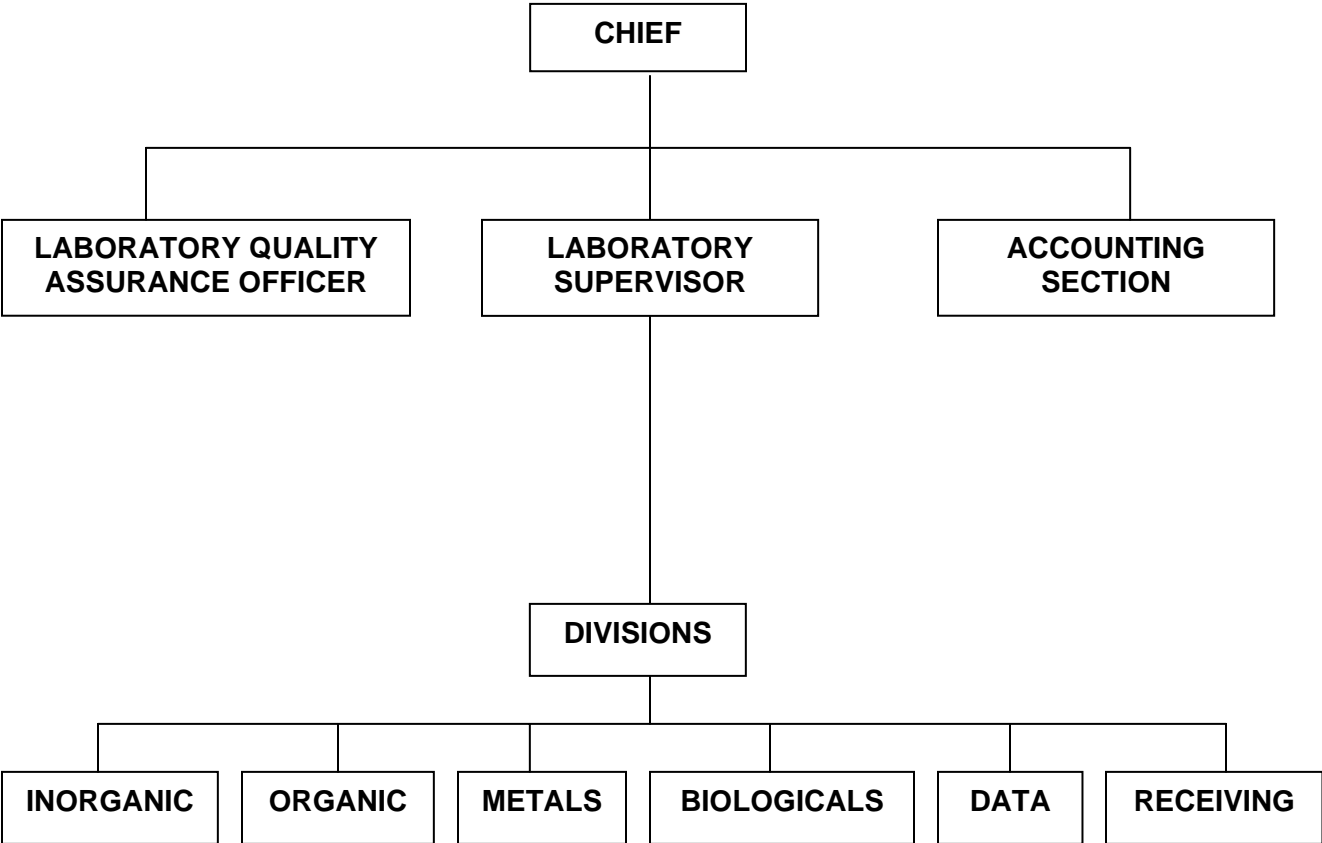 CHIEF
LABORATORY QUALITY
ASSURANCE OFFICER
LABORATORY
SUPERVISOR
ACCOUNTING
SECTION
DIVISIONS
INORGANIC
ORGANIC
METALS
BIOLOGICALS
DATA
RECEIVING